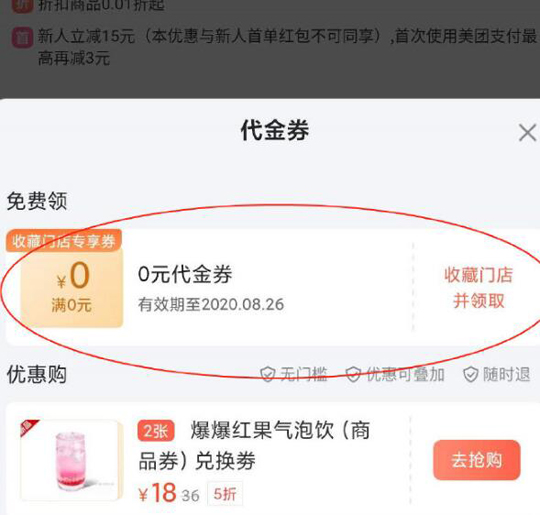 折 折扣商品0.01折起
首 新人立减15元（本优惠与新人首单红包不可同享）,首次使用美团支付最
高再减3元
代金券
免费领
收藏门店专享券
¥0
满0元
0元代金券
有效期至2020.08.26
收藏门店
并领取
优惠购
无门槛 优惠可叠加 随时退
2张 爆爆红果气泡饮（商
品券）兑换券
¥18 36 5折
去抢购